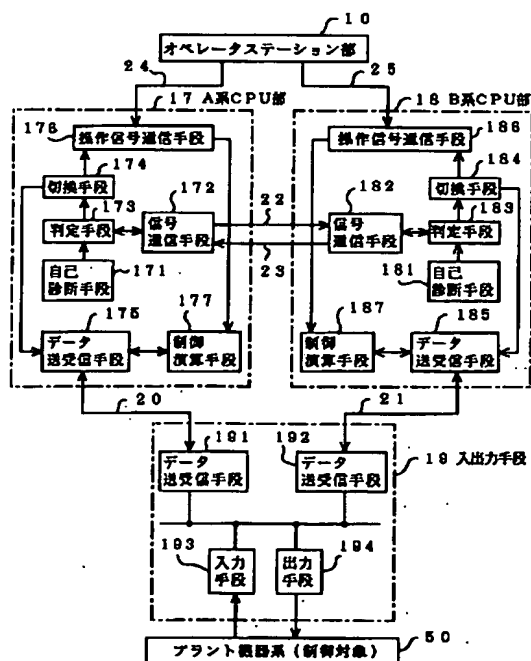 10
オペレータステーション部
24
25
17 A系CPU部
18 B系CPU部
176
操作信号通信手段
186
操作信号通信手段
174
切換手段
184
切換手段
173
判定手段
183
判定手段
172
信号
通信手段
22
23
182
信号
通信手段
自己
診断手段
171
181
自己
診断手段
175
データ
送受信手段
177
制御
演算手段
187
制御
演算手段
185
データ
送受信手段
20
21
191
データ
送受信手段
192
データ
送受信手段
19 入出力手段
193
入力
手段
194
出力
手段
プラント機器系(制御対象)
50